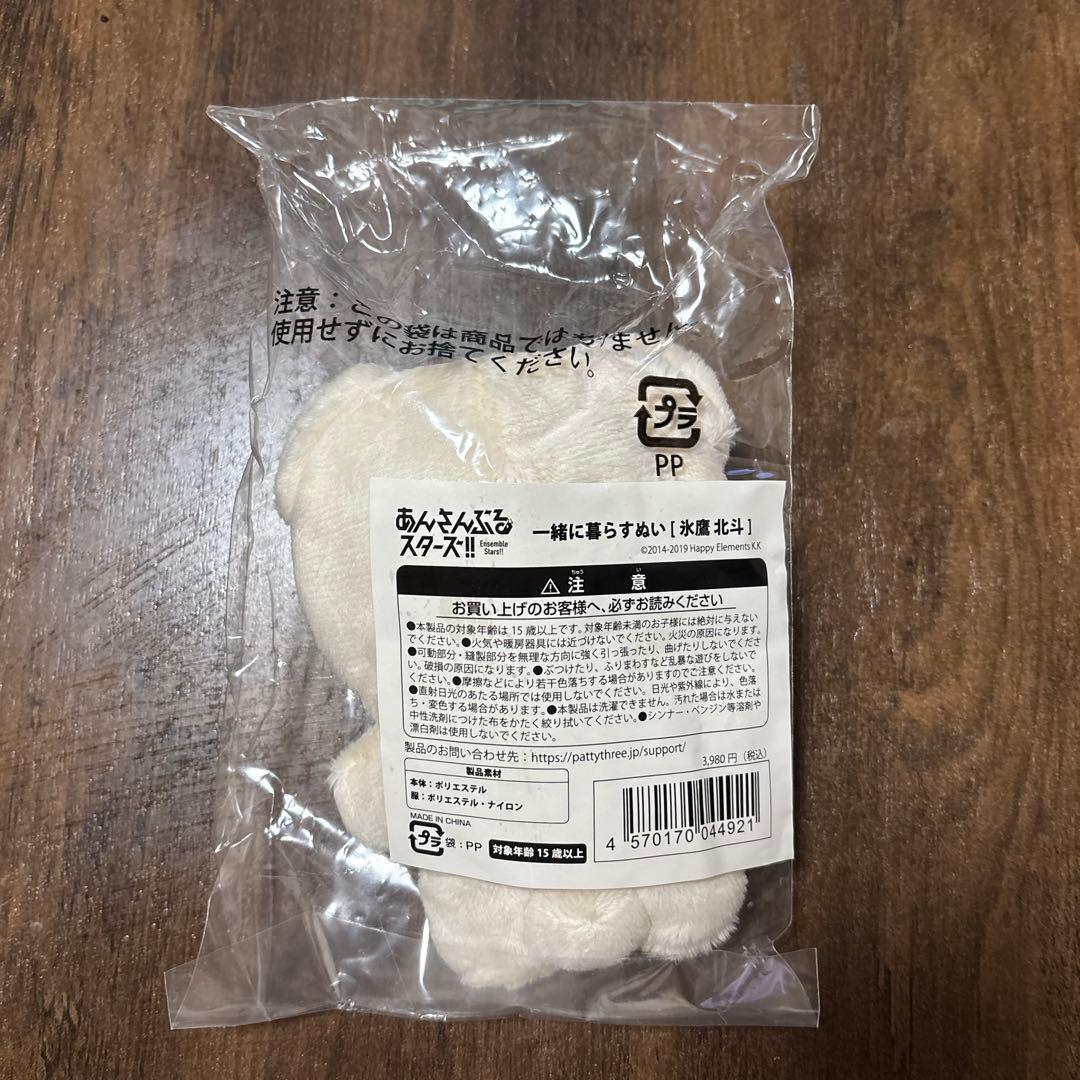 注意：この袋は商品ではありません
使用せずにお捨てください。
プラ
PP
あんさんぶる
スターズ!!
Ensemble
Stars!!
一緒に暮らすぬい [ 氷鷹 北斗 ]
©2014-2019 Happy Elements K.K
ちゅう い
⚠ 注 意
お買い上げのお客様へ、必ずお読みください
●本製品の対象年齢は 15 歳以上です。対象年齢未満のお子様には絶対に与えない
でください。●火気や暖房器具には近づけないでください。火災の原因になります。
●可動部分・縫製部分を無理な方向に強く引っ張ったり、曲げたりしないでくださ
い。破損の原因になります。●ぶつけたり、ふりまわすなど乱暴な遊びをしないで
ください。●摩擦などにより若干色落ちする場合がありますのでご注意ください。
●直射日光のあたる場所では使用しないでください。日光や紫外線により、色落
ち・変色する場合があります。●本製品は洗濯できません。汚れた場合は水または
中性洗剤につけた布をかたく絞り拭いてください。●シンナー・ベンジン等溶剤や
漂白剤は使用しないでください。
製品のお問い合わせ先：https://pattythree.jp/support/
3,980 円（税込）
製品素材
本体：ポリエステル
服：ポリエステル・ナイロン
MADE IN CHINA
プラ 袋：PP
対象年齢 15 歳以上
4 570170 044921